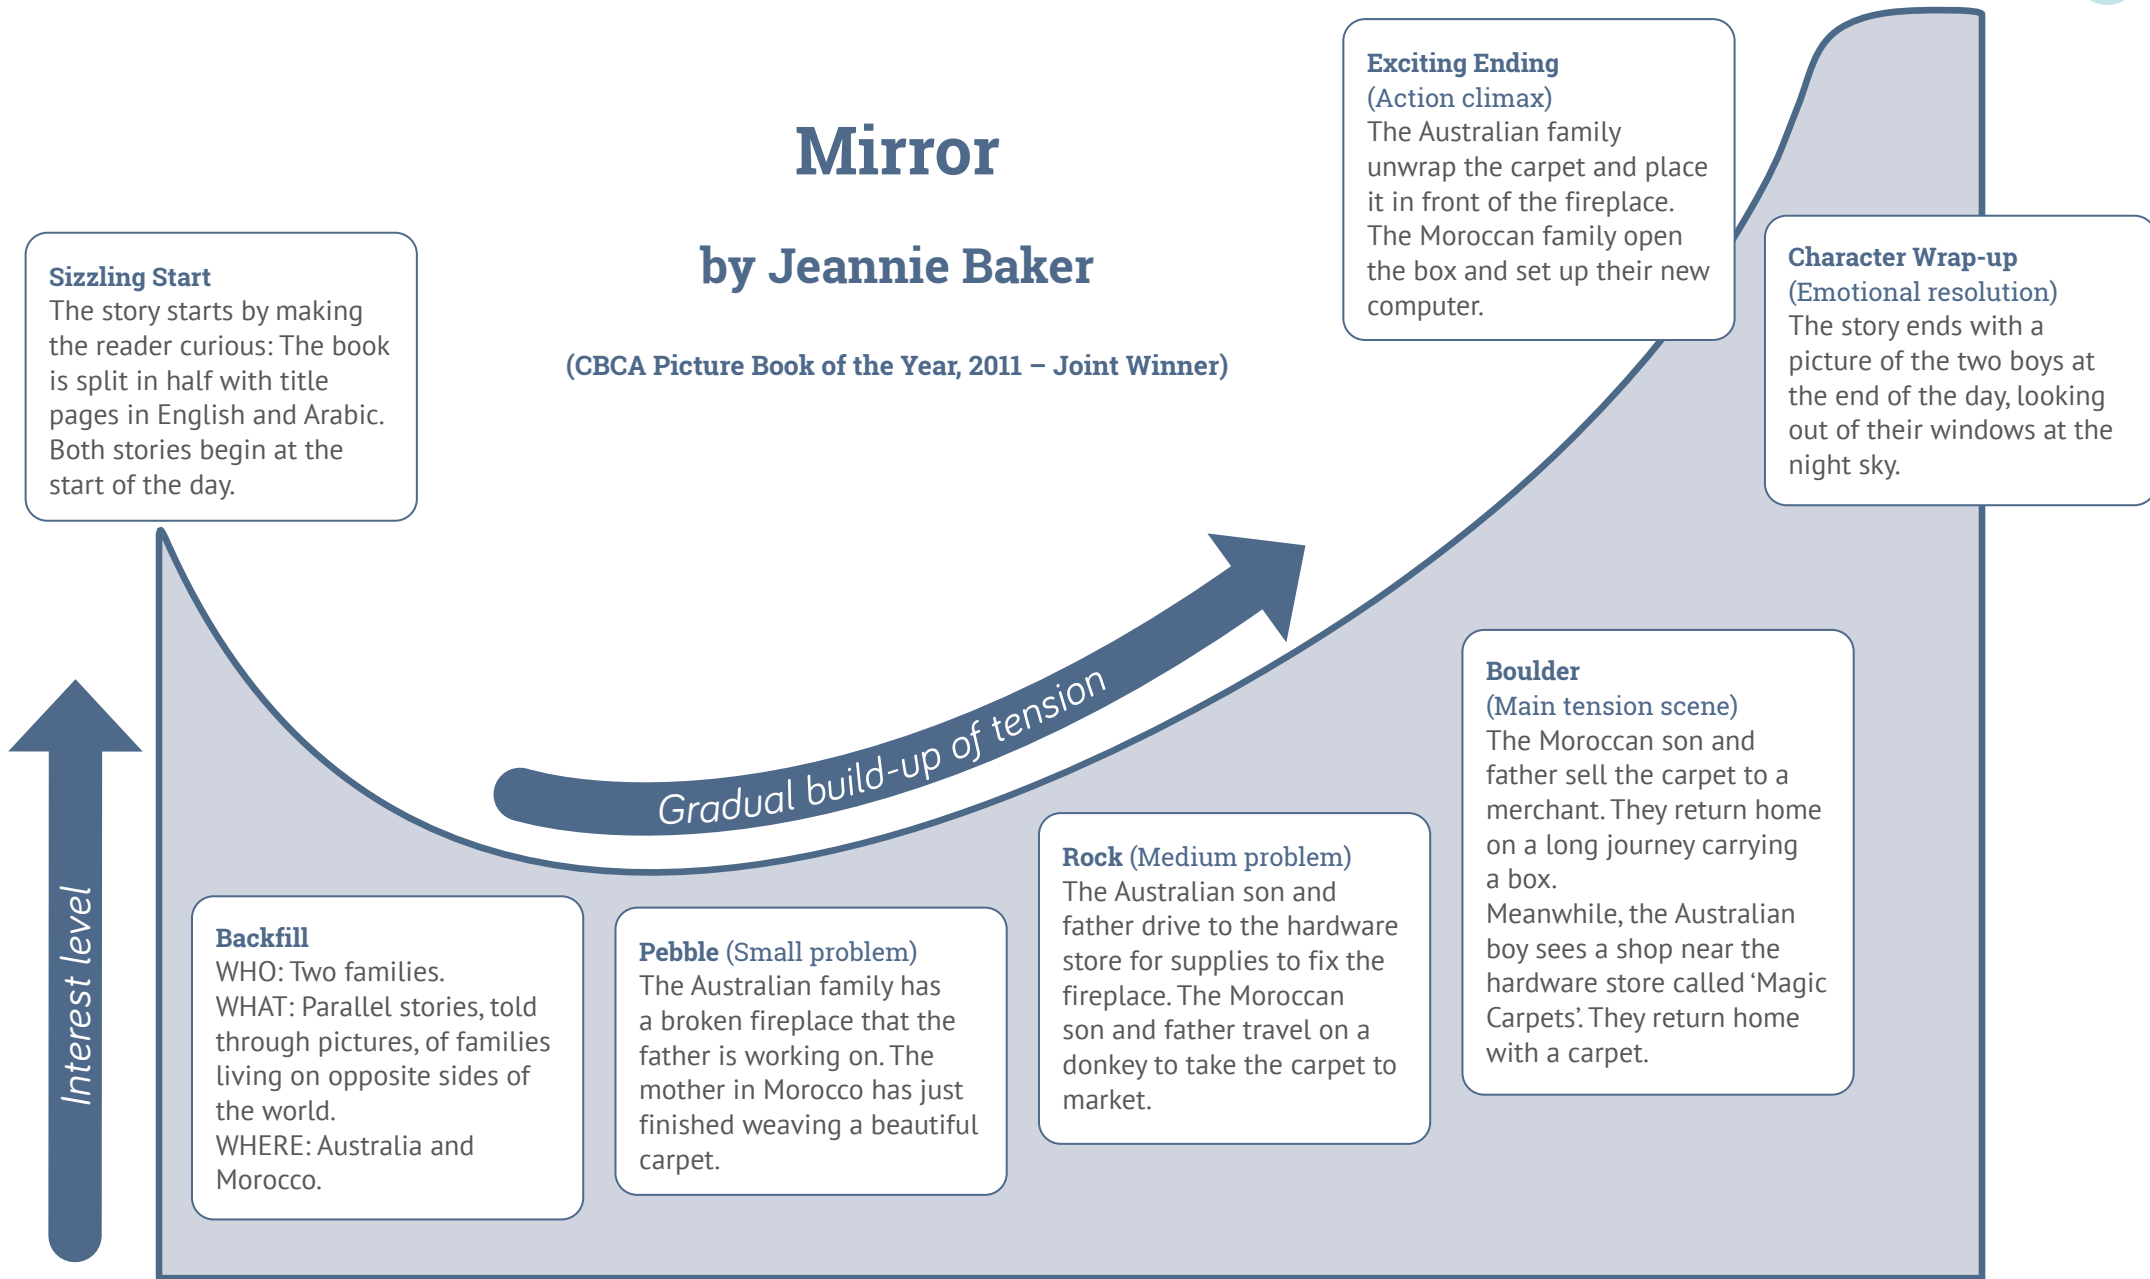 Mirror
by Jeannie Baker
(CBCA Picture Book of the Year, 2011 – Joint Winner)
Sizzling Start
The story starts by making
the reader curious: The book
is split in half with title
pages in English and Arabic.
Both stories begin at the
start of the day.
Backfill
WHO: Two families.
WHAT: Parallel stories, told
through pictures, of families
living on opposite sides of
the world.
WHERE: Australia and
Morocco.
Pebble (Small problem)
The Australian family has
a broken fireplace that the
father is working on. The
mother in Morocco has just
finished weaving a beautiful
carpet.
Rock (Medium problem)
The Australian son and
father drive to the hardware
store for supplies to fix the
fireplace. The Moroccan
son and father travel on a
donkey to take the carpet to
market.
Boulder
(Main tension scene)
The Moroccan son and
father sell the carpet to a
merchant. They return home
on a long journey carrying
a box.
Meanwhile, the Australian
boy sees a shop near the
hardware store called ‘Magic
Carpets’. They return home
with a carpet.
Exciting Ending
(Action climax)
The Australian family
unwrap the carpet and place
it in front of the fireplace.
The Moroccan family open
the box and set up their new
computer.
Character Wrap-up
(Emotional resolution)
The story ends with a
picture of the two boys at
the end of the day, looking
out of their windows at the
night sky.
Interest level
Gradual build-up of tension